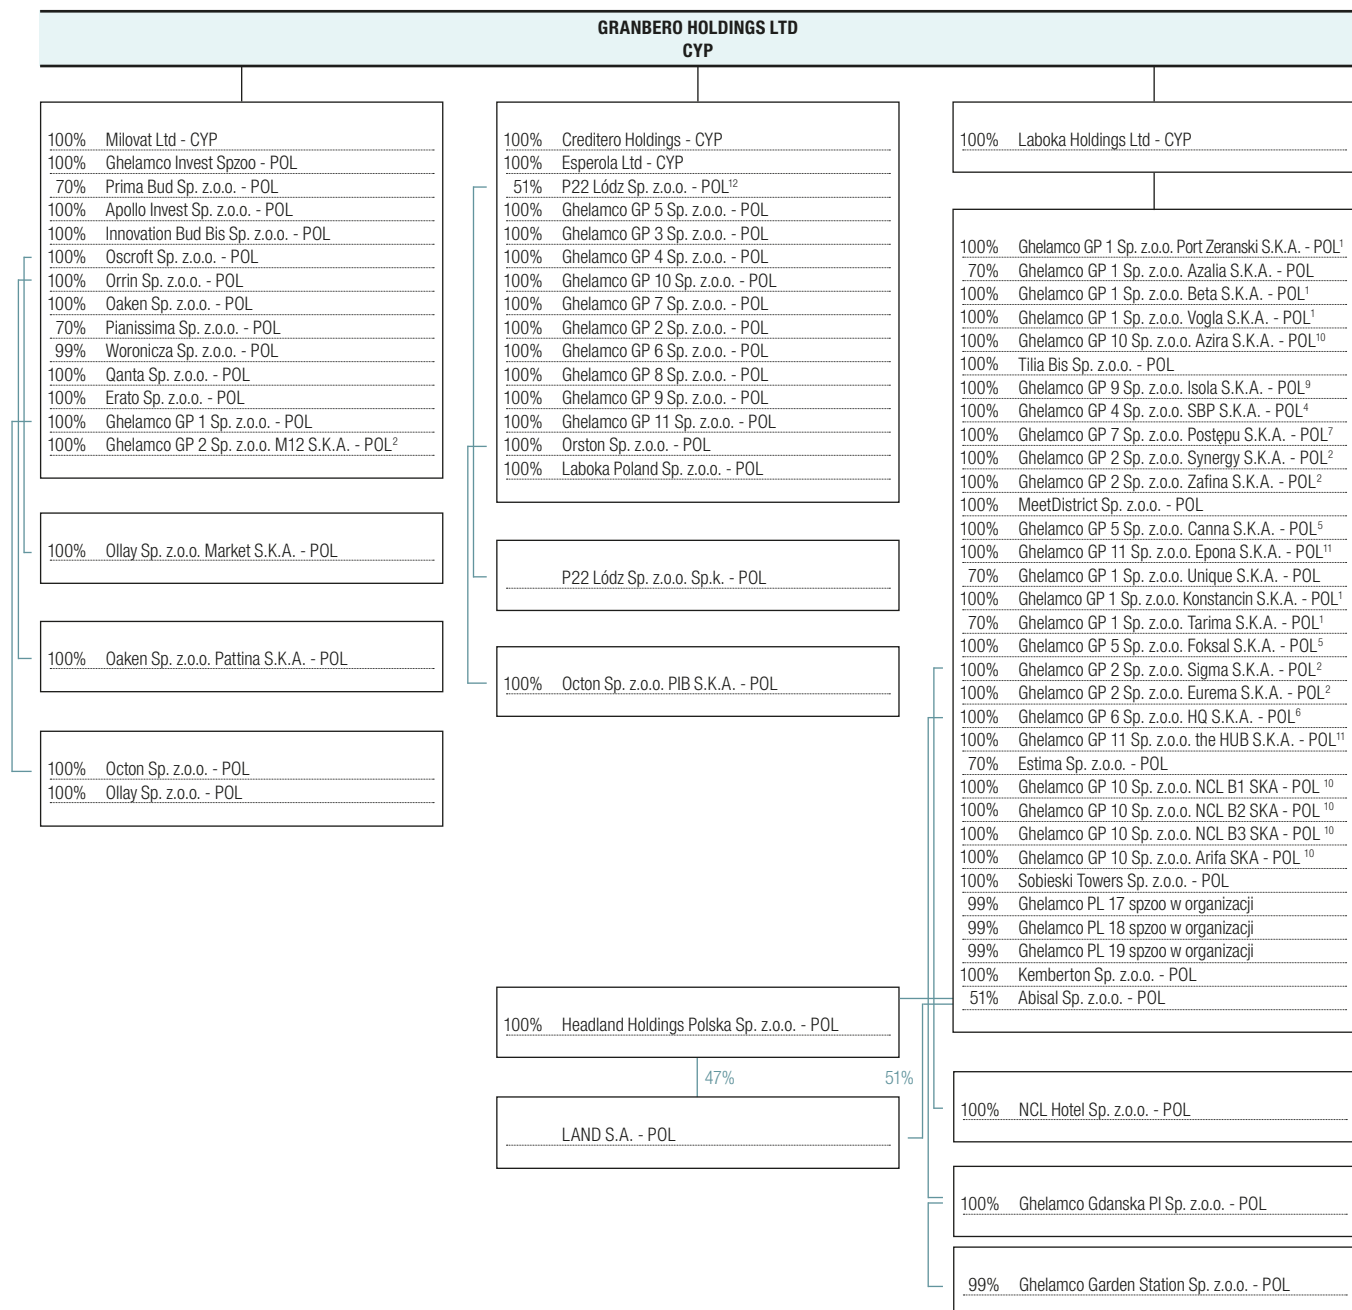 GRANBERO HOLDINGS LTD
CYP
100% Milovat Ltd - CYP
100% Ghelamco Invest Spzoo - POL
70% Prima Bud Sp. z.o.o. - POL
100% Apollo Invest Sp. z.o.o. - POL
100% Innovation Bud Bis Sp. z.o.o. - POL
100% Oscroft Sp. z.o.o. - POL
100% Orrin Sp. z.o.o. - POL
100% Oaken Sp. z.o.o. - POL
70% Pianissima Sp. z.o.o. - POL
99% Woronicza Sp. z.o.o. - POL
100% Qanta Sp. z.o.o. - POL
100% Erato Sp. z.o.o. - POL
100% Ghelamco GP 1 Sp. z.o.o. - POL
100% Ghelamco GP 2 Sp. z.o.o. M12 S.K.A. - POL²
100% Ollay Sp. z.o.o. Market S.K.A. - POL
100% Oaken Sp. z.o.o. Pattina S.K.A. - POL
100% Octon Sp. z.o.o. - POL
100% Ollay Sp. z.o.o. - POL
100% Creditero Holdings - CYP
100% Esperola Ltd - CYP
51% P22 Lódz Sp. z.o.o. - POL¹²
100% Ghelamco GP 5 Sp. z.o.o. - POL
100% Ghelamco GP 3 Sp. z.o.o. - POL
100% Ghelamco GP 4 Sp. z.o.o. - POL
100% Ghelamco GP 10 Sp. z.o.o. - POL
100% Ghelamco GP 7 Sp. z.o.o. - POL
100% Ghelamco GP 2 Sp. z.o.o. - POL
100% Ghelamco GP 6 Sp. z.o.o. - POL
100% Ghelamco GP 8 Sp. z.o.o. - POL
100% Ghelamco GP 9 Sp. z.o.o. - POL
100% Ghelamco GP 11 Sp. z.o.o. - POL
100% Orston Sp. z.o.o. - POL
100% Laboka Poland Sp. z.o.o. - POL
P22 Lódz Sp. z.o.o. Sp.k. - POL
100% Octon Sp. z.o.o. PIB S.K.A. - POL
100% Headland Holdings Polska Sp. z.o.o. - POL
47% 51%
LAND S.A. - POL
100% Laboka Holdings Ltd - CYP
100% Ghelamco GP 1 Sp. z.o.o. Port Zeranski S.K.A. - POL¹
70% Ghelamco GP 1 Sp. z.o.o. Azalia S.K.A. - POL
100% Ghelamco GP 1 Sp. z.o.o. Beta S.K.A. - POL¹
100% Ghelamco GP 1 Sp. z.o.o. Vogla S.K.A. - POL¹
100% Ghelamco GP 10 Sp. z.o.o. Azira S.K.A. - POL¹⁰
100% Tilia Bis Sp. z.o.o. - POL
100% Ghelamco GP 9 Sp. z.o.o. Isola S.K.A. - POL⁹
100% Ghelamco GP 4 Sp. z.o.o. SBP S.K.A. - POL⁴
100% Ghelamco GP 7 Sp. z.o.o. Postępu S.K.A. - POL⁷
100% Ghelamco GP 2 Sp. z.o.o. Synergy S.K.A. - POL²
100% Ghelamco GP 2 Sp. z.o.o. Zafina S.K.A. - POL²
100% MeetDistrict Sp. z.o.o. - POL
100% Ghelamco GP 5 Sp. z.o.o. Canna S.K.A. - POL⁵
100% Ghelamco GP 11 Sp. z.o.o. Epona S.K.A. - POL¹¹
70% Ghelamco GP 1 Sp. z.o.o. Unique S.K.A. - POL
100% Ghelamco GP 1 Sp. z.o.o. Konstancin S.K.A. - POL¹
70% Ghelamco GP 1 Sp. z.o.o. Tarima S.K.A. - POL¹
100% Ghelamco GP 5 Sp. z.o.o. Foksal S.K.A. - POL⁵
100% Ghelamco GP 2 Sp. z.o.o. Sigma S.K.A. - POL²
100% Ghelamco GP 2 Sp. z.o.o. Eurema S.K.A. - POL²
100% Ghelamco GP 6 Sp. z.o.o. HQ S.K.A. - POL⁶
100% Ghelamco GP 11 Sp. z.o.o. the HUB S.K.A. - POL¹¹
70% Estima Sp. z.o.o. - POL
100% Ghelamco GP 10 Sp. z.o.o. NCL B1 SKA - POL ¹⁰
100% Ghelamco GP 10 Sp. z.o.o. NCL B2 SKA - POL ¹⁰
100% Ghelamco GP 10 Sp. z.o.o. NCL B3 SKA - POL ¹⁰
100% Ghelamco GP 10 Sp. z.o.o. Arifa SKA - POL ¹⁰
100% Sobieski Towers Sp. z.o.o. - POL
99% Ghelamco PL 17 spzoo w organizacji
99% Ghelamco PL 18 spzoo w organizacji
99% Ghelamco PL 19 spzoo w organizacji
100% Kemberton Sp. z.o.o. - POL
51% Abisal Sp. z.o.o. - POL
100% NCL Hotel Sp. z.o.o. - POL
100% Ghelamco Gdanska PI Sp. z.o.o. - POL
99% Ghelamco Garden Station Sp. z.o.o. - POL